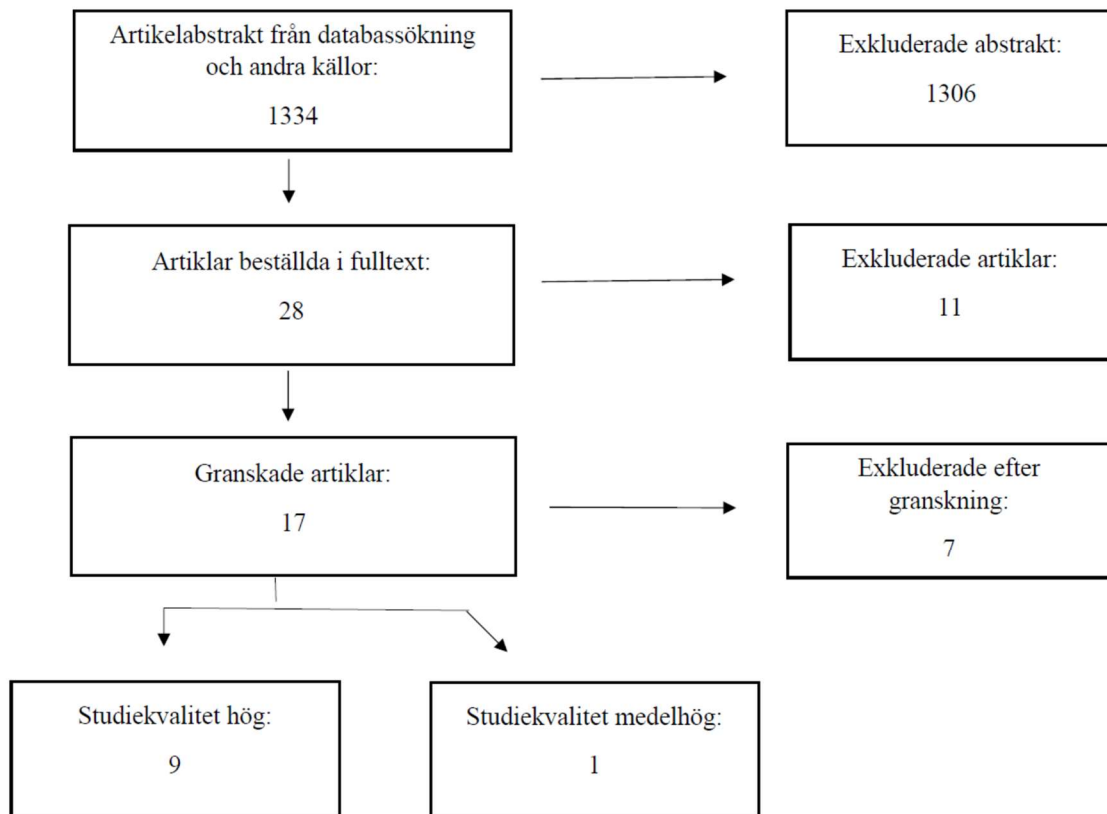 Artikelabstrakt från databassökning
och andra källor:
1334
Exkluderade abstrakt:
1306
Artiklar beställda i fulltext:
28
Exkluderade artiklar:
11
Granskade artiklar:
17
Exkluderade efter
granskning:
7
Studiekvalitet hög:
9
Studiekvalitet medelhög:
1